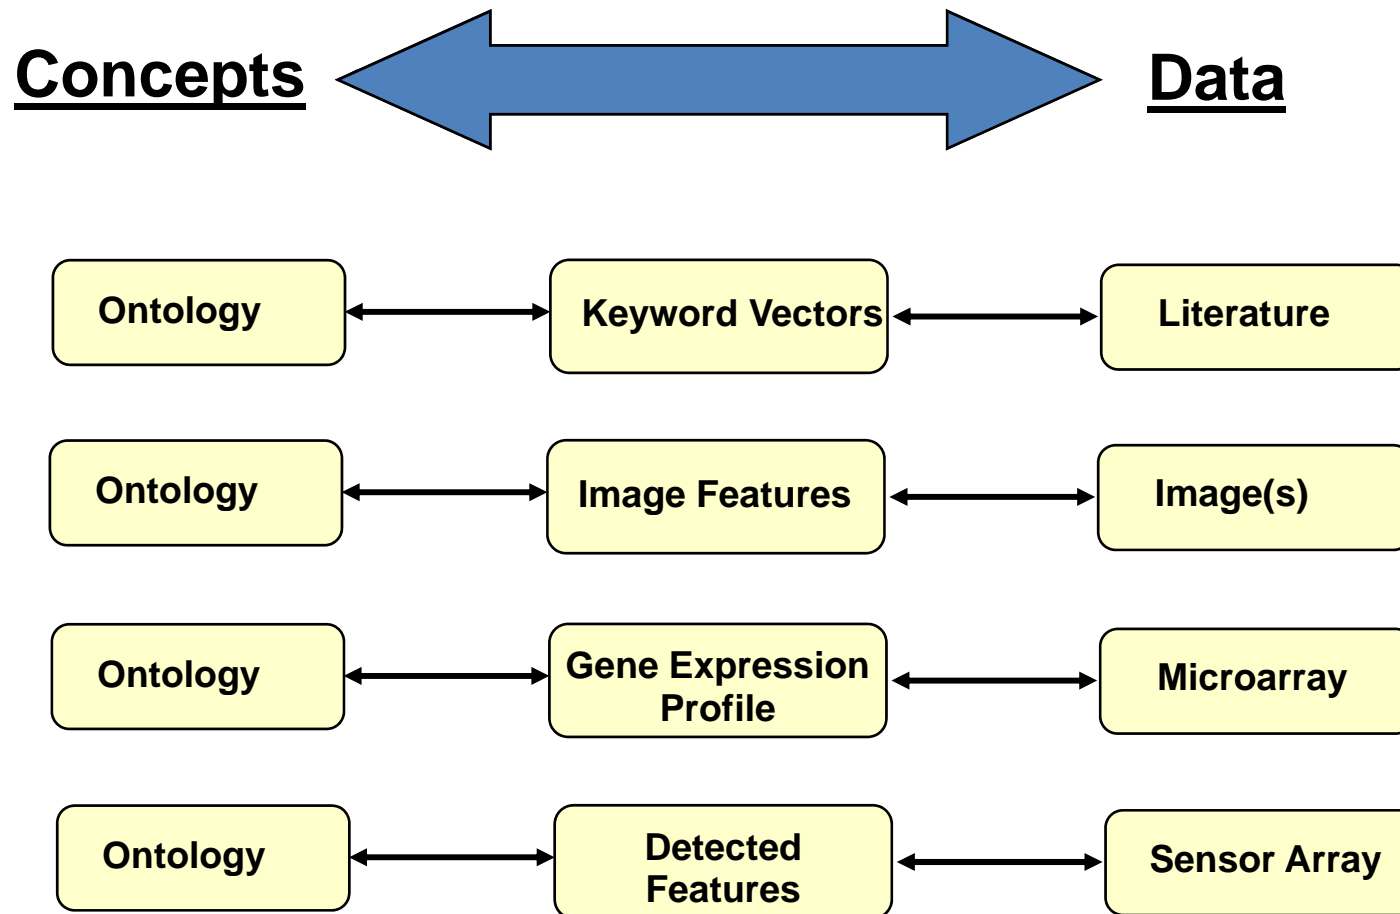 Concepts
Data
Ontology
Keyword Vectors
Literature
Ontology
Image Features
Image(s)
Ontology
Gene Expression
Profile
Microarray
Ontology
Detected
Features
Sensor Array